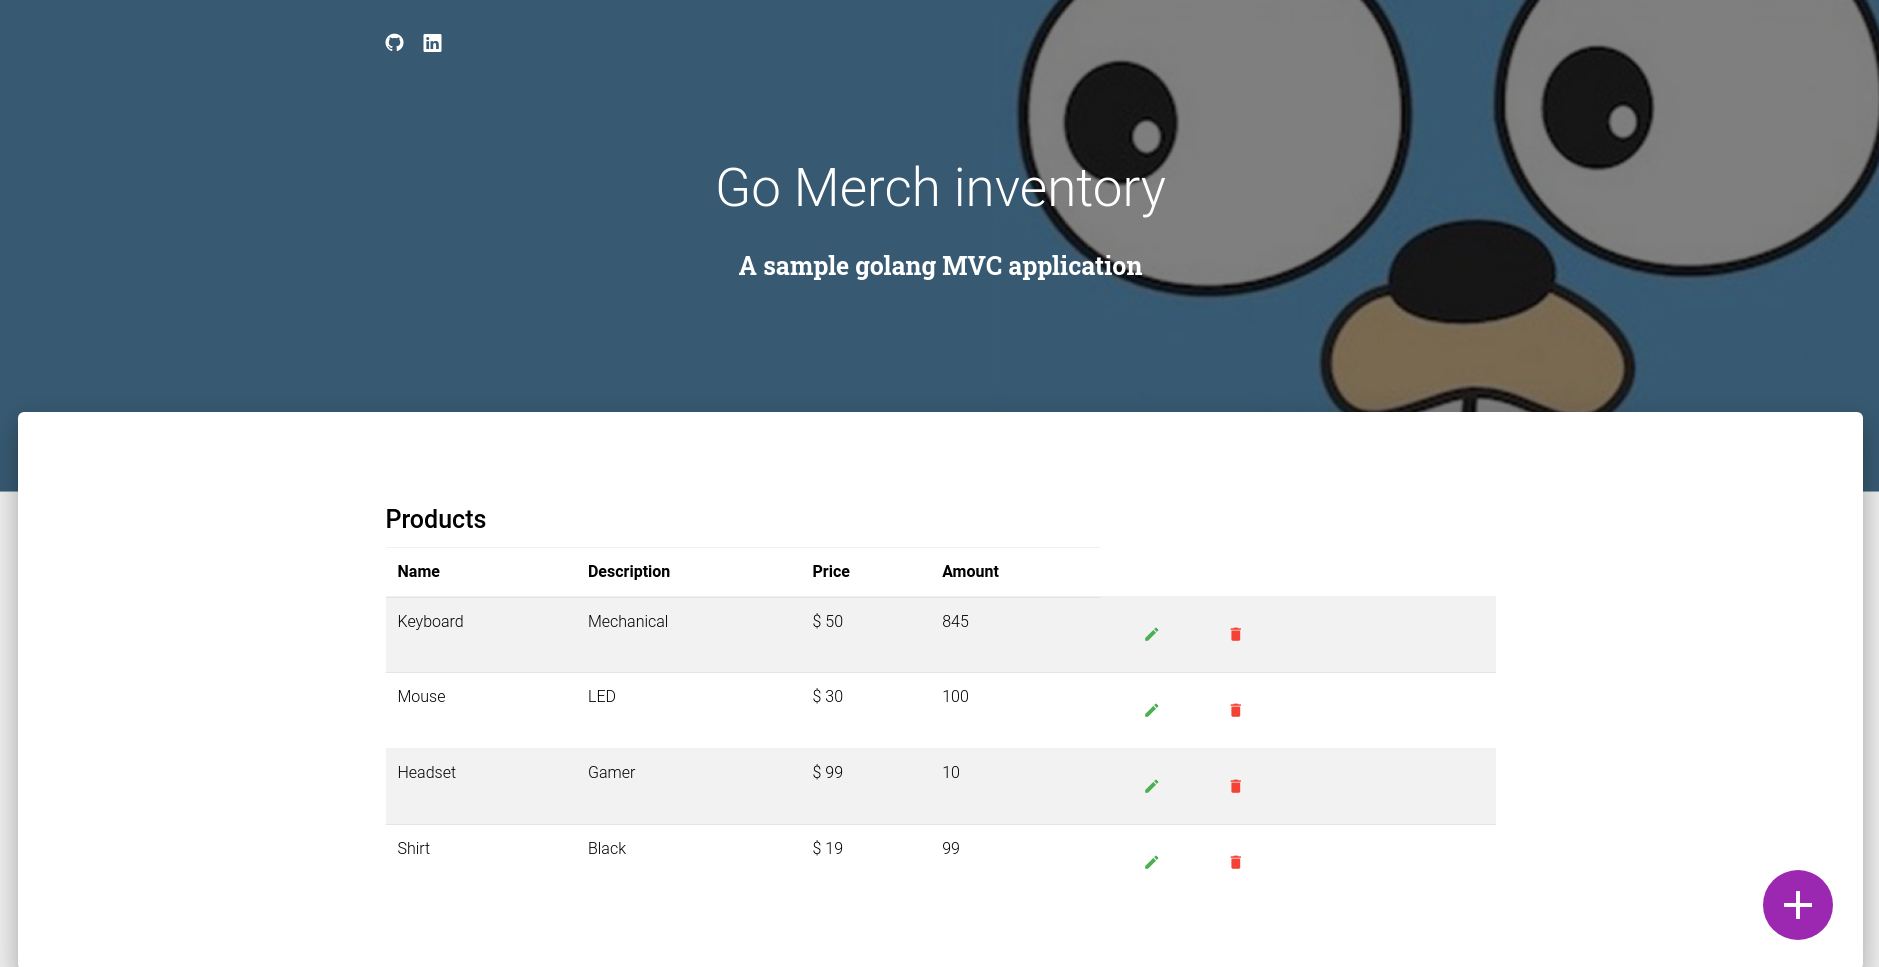 Go Merch inventory
A sample golang MVC application
Products
Name Description Price Amount
Keyboard Mechanical $ 50 845
Mouse LED $ 30 100
Headset Gamer $ 99 10
Shirt Black $ 19 99